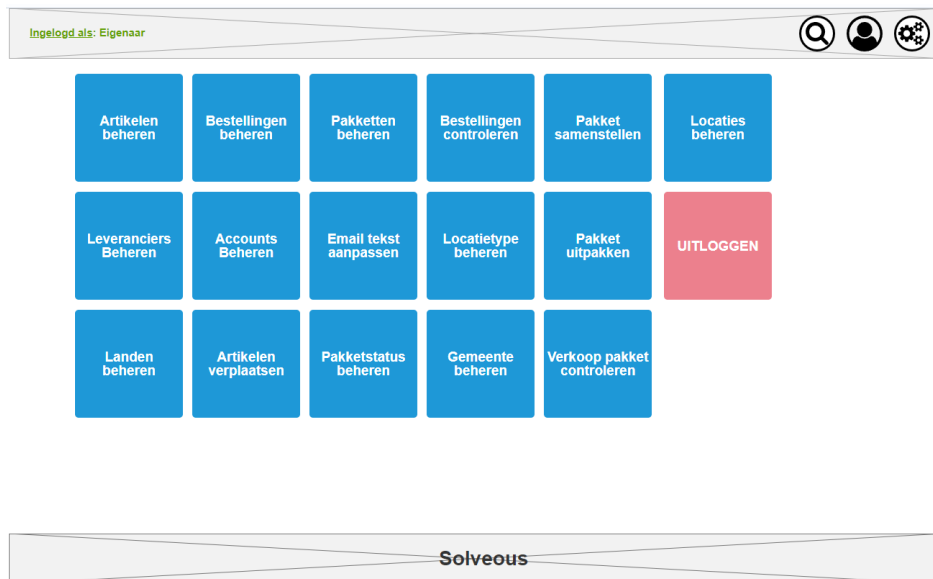 Ingelogd als: Eigenaar
Artikelen
beheren
Bestellingen
beheren
Pakketten
beheren
Bestellingen
controleren
Pakket
samenstellen
Locaties
beheren
Leveranciers
Beheren
Accounts
Beheren
Email tekst
aanpassen
Locatietype
beheren
Pakket
uitpakken
UITLOGGEN
Landen
beheren
Artikelen
verplaatsen
Pakketstatus
beheren
Gemeente
beheren
Verkoop pakket
controleren
Solveous